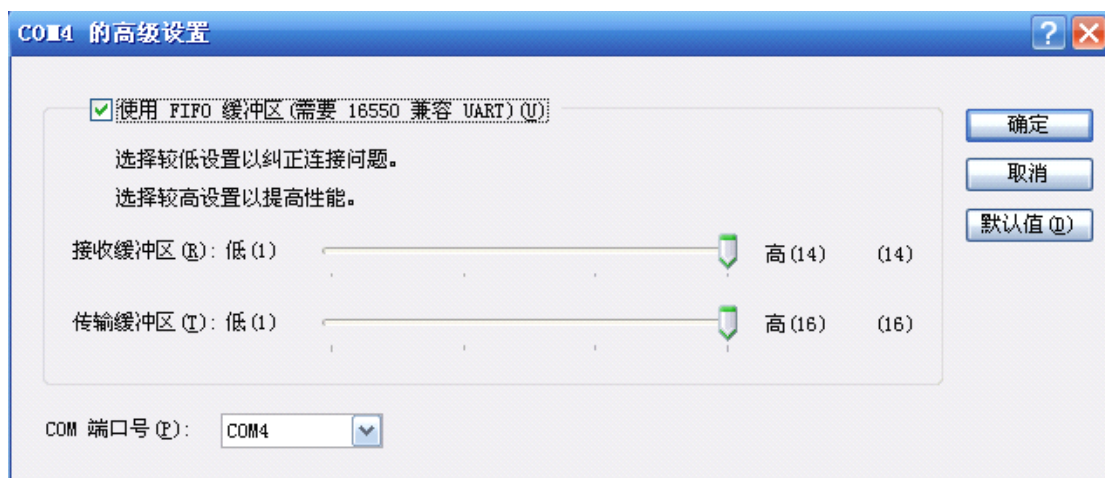 COM4 的高级设置
使用 FIFO 缓冲区(需要 16550 兼容 UART)(U)
确定
选择较低设置以纠正连接问题。
取消
选择较高设置以提高性能。
默认值(D)
接收缓冲区(R): 低(1) 高(14) (14)
传输缓冲区(T): 低(1) 高(16) (16)
COM 端口号(P): COM4